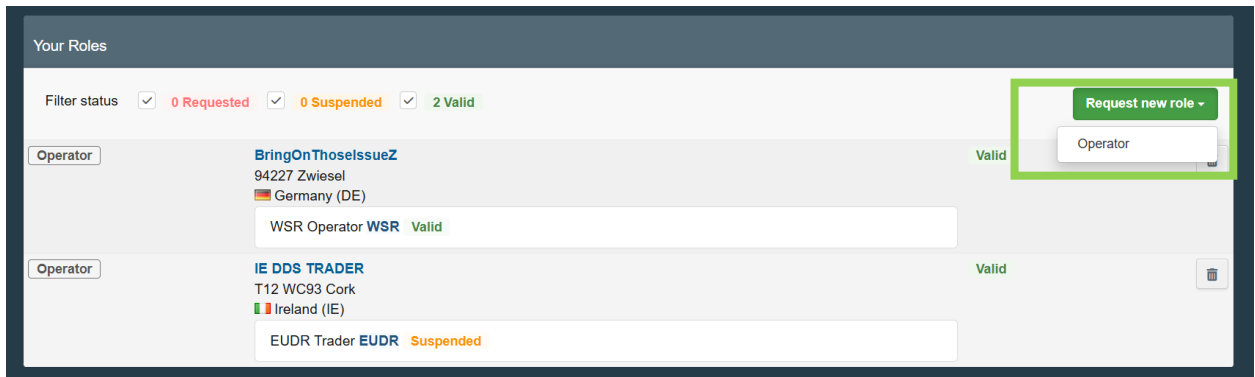 Your Roles
Filter status 0 Requested 0 Suspended 2 Valid Request new role
Operator
Operator BringOnThoseIssueZ Valid
94227 Zwiesel
Germany (DE)
WSR Operator WSR Valid
Operator IE DDS TRADER Valid
T12 WC93 Cork
Ireland (IE)
EUDR Trader EUDR Suspended